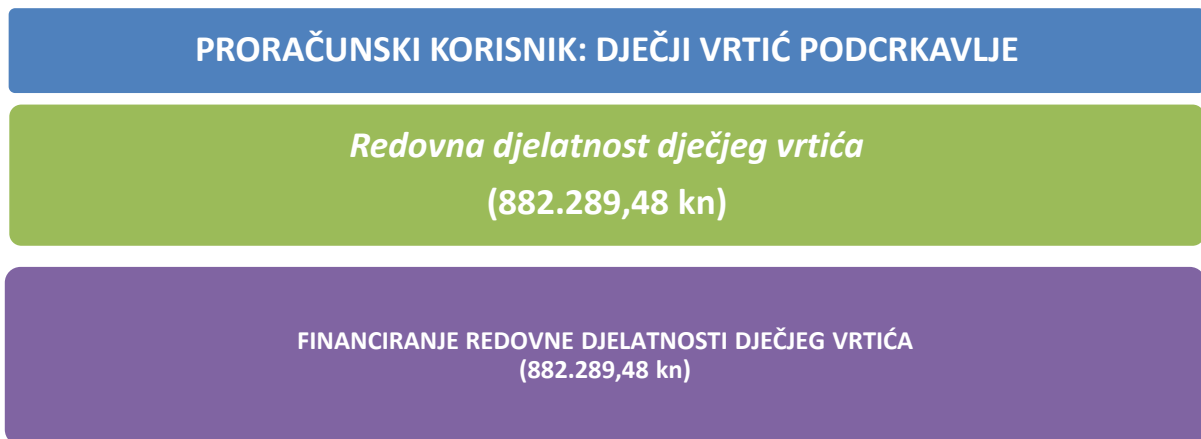 PRORAČUNSKI KORISNIK: DJEČJI VRTIĆ PODCRKAVLJE
Redovna djelatnost dječjeg vrtića
(882.289,48 kn)
FINANCIRANJE REDOVNE DJELATNOSTI DJEČJEG VRTIĆA
(882.289,48 kn)